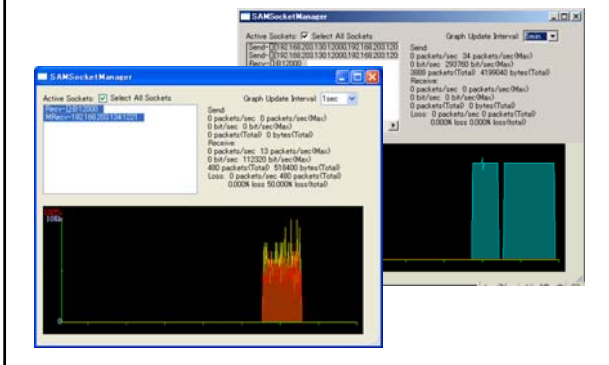 SAMSocketManager
Active Sockets: Select All Sockets
Graph Update Interval 5min
Send
0 packets/sec 34 packets/sec(Max)
0 bit/sec 293760 bit/sec(Max)
3888 packets(Total) 4199040 bytes(Total)
Receive:
0 packets/sec 0 packets/sec(Max)
0 bit/sec 0 bit/sec(Max)
0 packets(Total) 0 bytes(Total)
Loss: 0 packets/sec 0 packets(Total)
0.000% loss 0.000% loss(total)
SAMSocketManager
Active Sockets: Select All Sockets
Graph Update Interval 1sec
Send
0 packets/sec 0 packets/sec(Max)
0 bit/sec 0 bit/sec(Max)
0 packets(Total) 0 bytes(Total)
Receive
0 packets/sec 13 packets/sec(Max)
0 bit/sec 112320 bit/sec(Max)
480 packets(Total) 518400 bytes(Total)
Loss: 0 packets/sec 480 packets(Total)
0.000% loss 50.000% loss(total)
108k
0